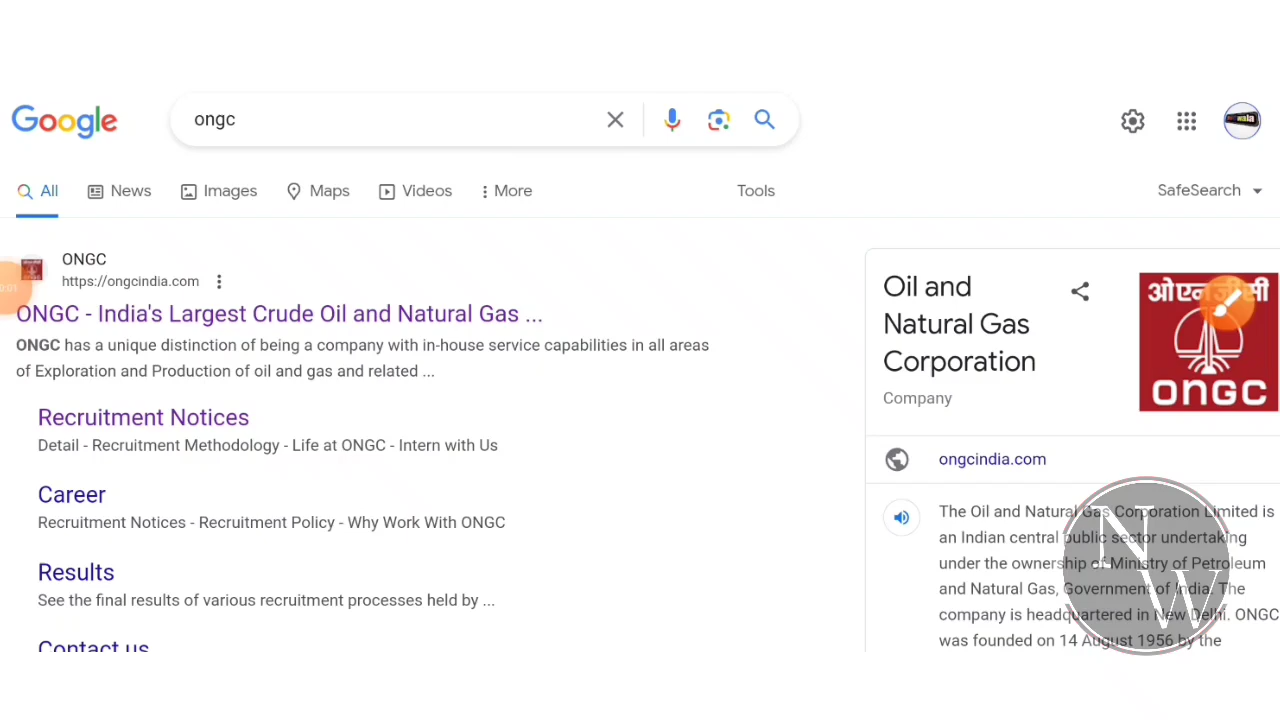 Google
ongc
All
News
Images
Maps
Videos
More
Tools
SafeSearch
ONGC
https://ongcindia.com
ONGC - India's Largest Crude Oil and Natural Gas ...
ONGC has a unique distinction of being a company with in-house service capabilities in all areas
of Exploration and Production of oil and gas and related ...
Recruitment Notices
Detail - Recruitment Methodology - Life at ONGC - Intern with Us
Career
Recruitment Notices - Recruitment Policy - Why Work With ONGC
Results
See the final results of various recruitment processes held by ...
Contact us
Oil and
Natural Gas
Corporation
Company
ONGC
ongcindia.com
The Oil and Natural Gas Corporation Limited is
an Indian central public sector undertaking
under the ownership of Ministry of Petroleum
and Natural Gas, Government of India. The
company is headquartered in New Delhi. ONGC
was founded on 14 August 1956 by the
NW